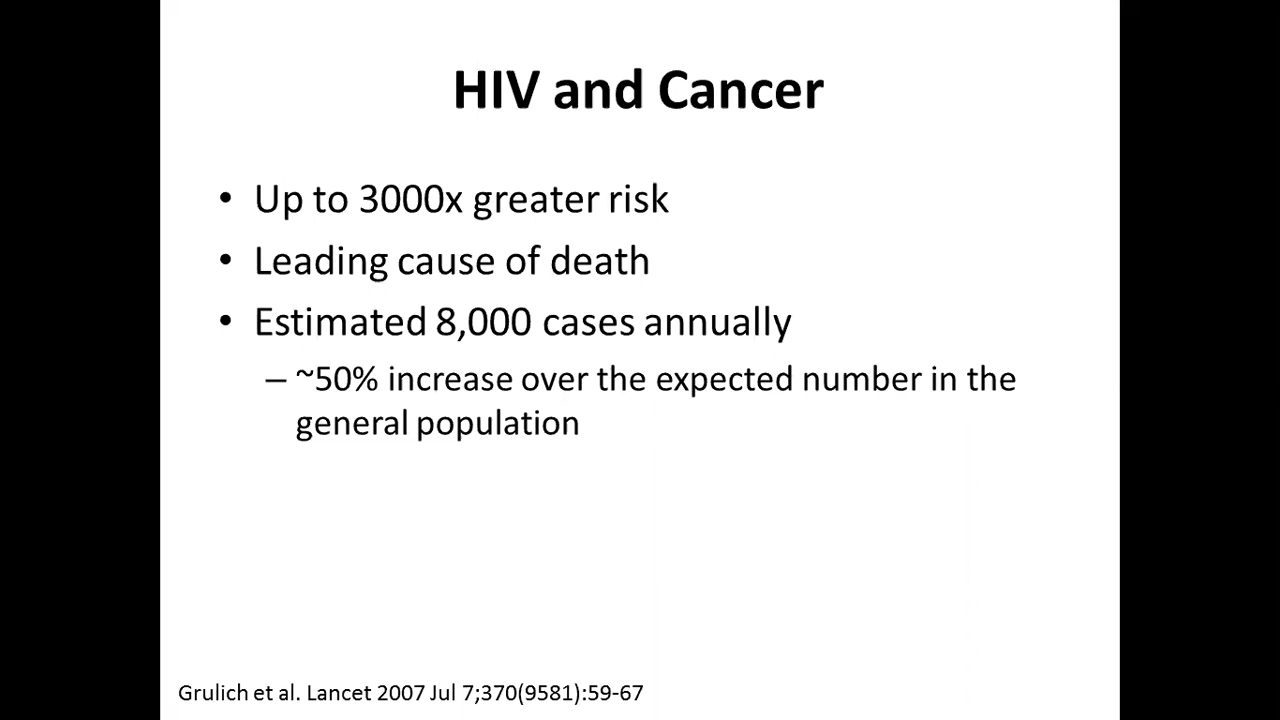 HIV and Cancer
• Up to 3000x greater risk
• Leading cause of death
• Estimated 8,000 cases annually
– ~50% increase over the expected number in the
general population
Grulich et al. Lancet 2007 Jul 7;370(9581):59-67